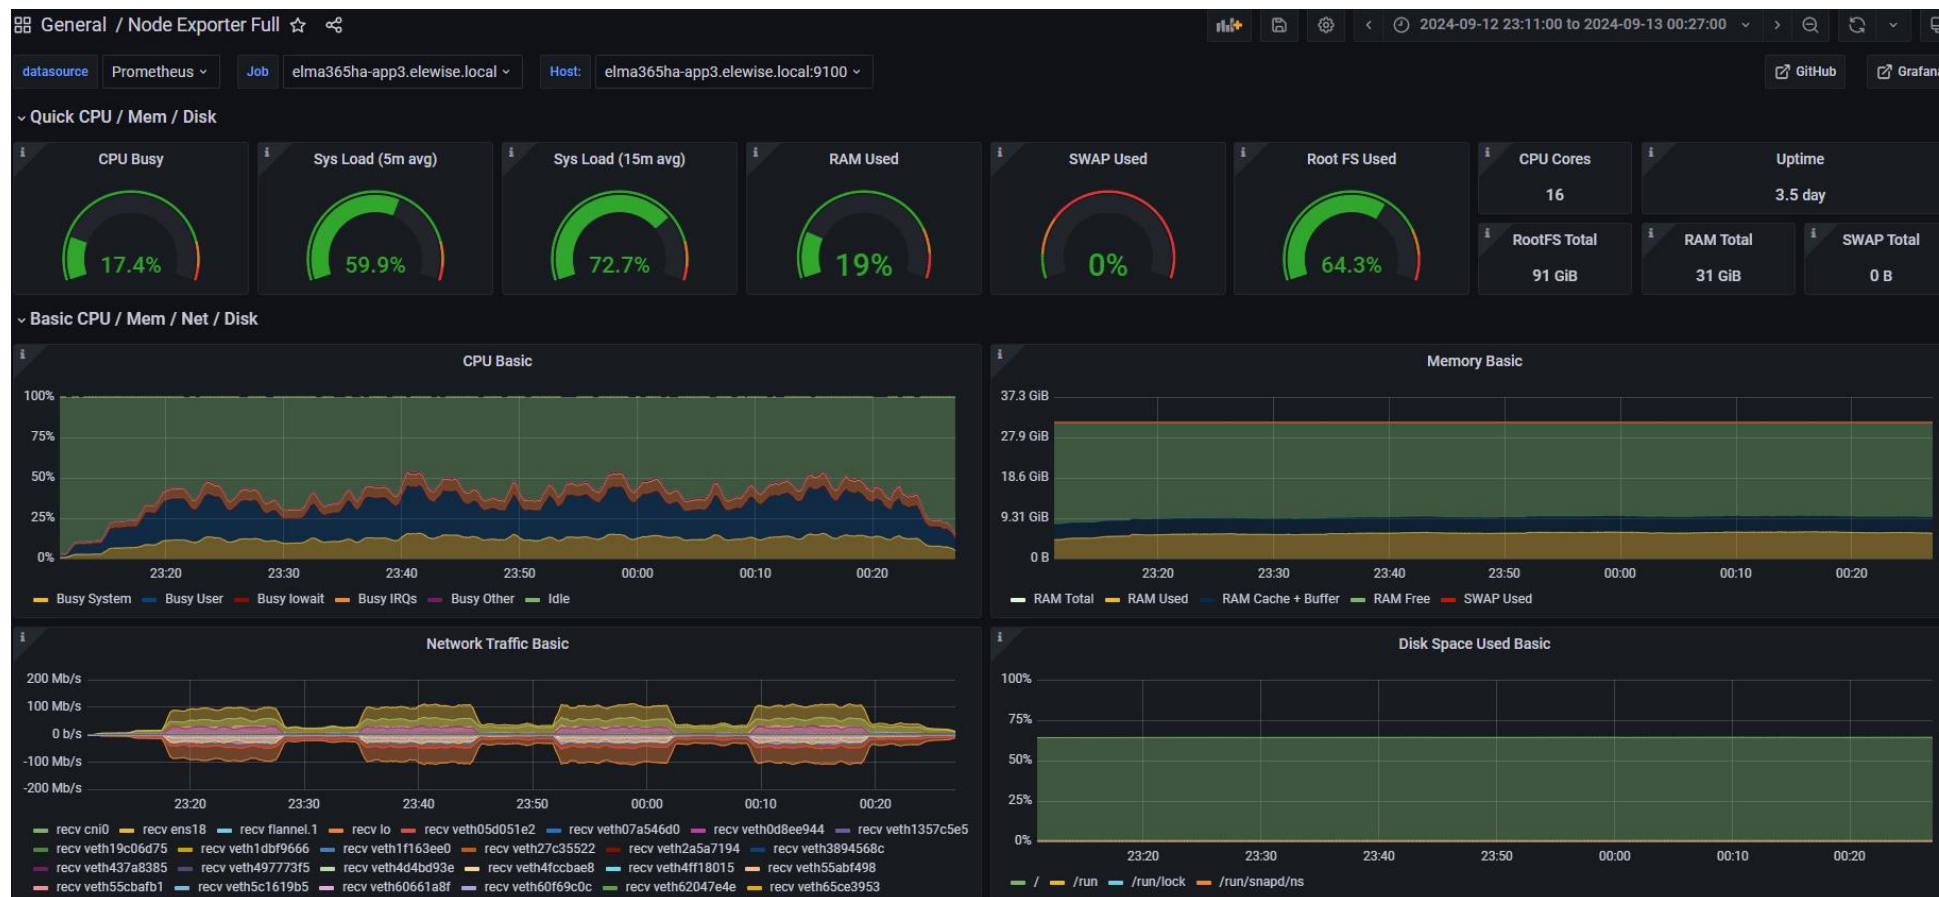 General / Node Exporter Full
2024-09-12 23:11:00 to 2024-09-13 00:27:00
datasource Prometheus Job elma365ha-app3.elewise.local Host: elma365ha-app3.elewise.local:9100 GitHub Grafana
Quick CPU / Mem / Disk
CPU Busy Sys Load (5m avg) Sys Load (15m avg) RAM Used SWAP Used Root FS Used CPU Cores Uptime
16 3.5 day
RootFS Total RAM Total SWAP Total
17.4% 59.9% 72.7% 19% 0% 64.3%
91 GiB 31 GiB 0 B
Basic CPU / Mem / Net / Disk
CPU Basic
100%
75%
50%
25%
0%
23:20 23:30 23:40 23:50 00:00 00:10 00:20
Busy System Busy User Busy Iowait Busy IRQs Busy Other Idle
Memory Basic
37.3 GiB
27.9 GiB
18.6 GiB
9.31 GiB
0 B
23:20 23:30 23:40 23:50 00:00 00:10 00:20
RAM Total RAM Used RAM Cache + Buffer RAM Free SWAP Used
Network Traffic Basic
200 Mb/s
100 Mb/s
0 b/s
-100 Mb/s
-200 Mb/s
23:20 23:30 23:40 23:50 00:00 00:10 00:20
recv cni0 recv ens18 recv flannel.1 recv lo recv veth05d051e2 recv veth07a546d0 recv veth0d8ee944 recv veth1357c5e5
recv veth19c06d75 recv veth1dbf9666 recv veth1f163ee0 recv veth27c35522 recv veth2a5a7194 recv veth3894568c
recv veth437a8385 recv veth497773f5 recv veth4d4bd93e recv veth4fccbae8 recv veth4ff18015 recv veth55abf498
recv veth55cbafb1 recv veth5c1619b5 recv veth60661a8f recv veth60f69c0c recv veth62047e4e recv veth65ce3953
Disk Space Used Basic
100%
75%
50%
25%
0%
23:20 23:30 23:40 23:50 00:00 00:10 00:20
/ /run /run/lock /run/snapd/ns